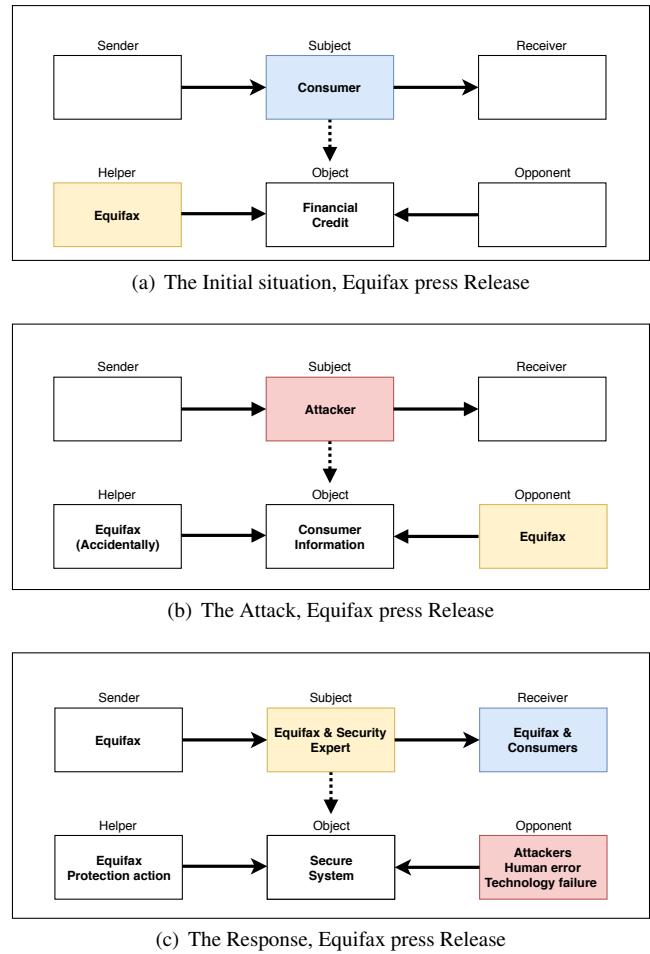 Sender
Subject
Receiver
Consumer
Helper
Object
Opponent
Equifax
Financial
Credit
(a) The Initial situation, Equifax press Release
Sender
Subject
Receiver
Attacker
Helper
Object
Opponent
Equifax
(Accidentally)
Consumer
Information
Equifax
(b) The Attack, Equifax press Release
Sender
Subject
Receiver
Equifax
Equifax & Security
Expert
Equifax &
Consumers
Helper
Object
Opponent
Equifax
Protection action
Secure
System
Attackers
Human error
Technology failure
(c) The Response, Equifax press Release